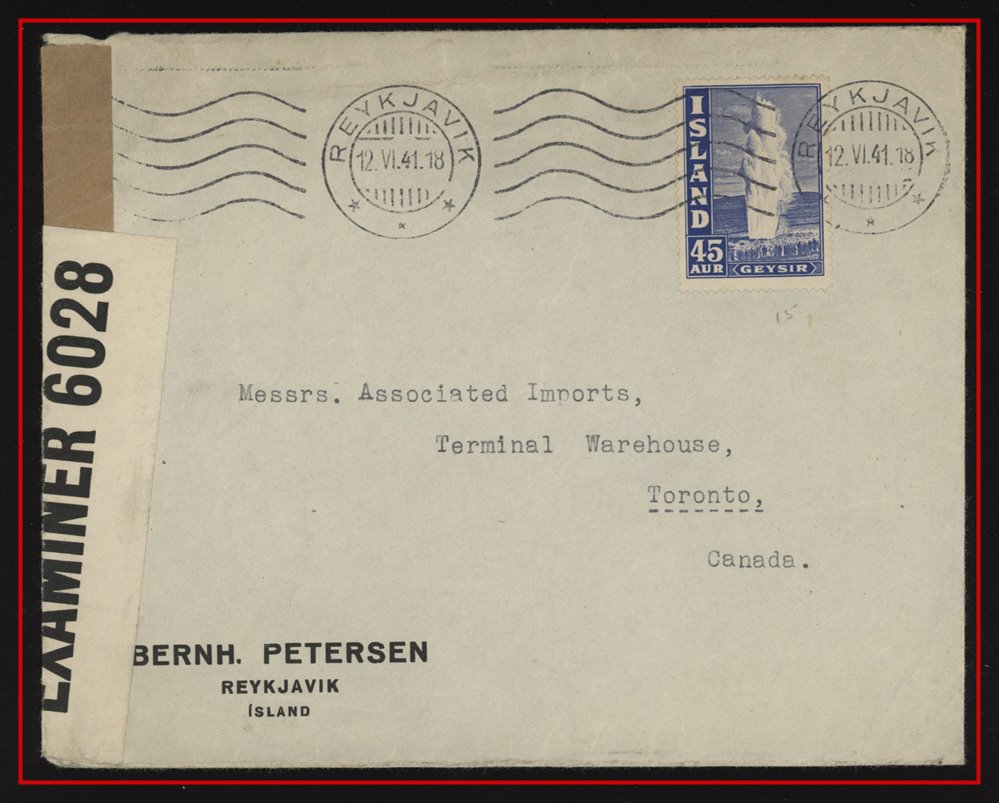 REYKJAVIK
12.VI.41.18
REYKJAVIK
12.VI.41.18
ISLAND
45
AUR
GEYSIR
15
EXAMINER 6028
Messrs. Associated Imports,
Terminal Warehouse,
Toronto,
Canada.
BERNH. PETERSEN
REYKJAVIK
ÍSLAND